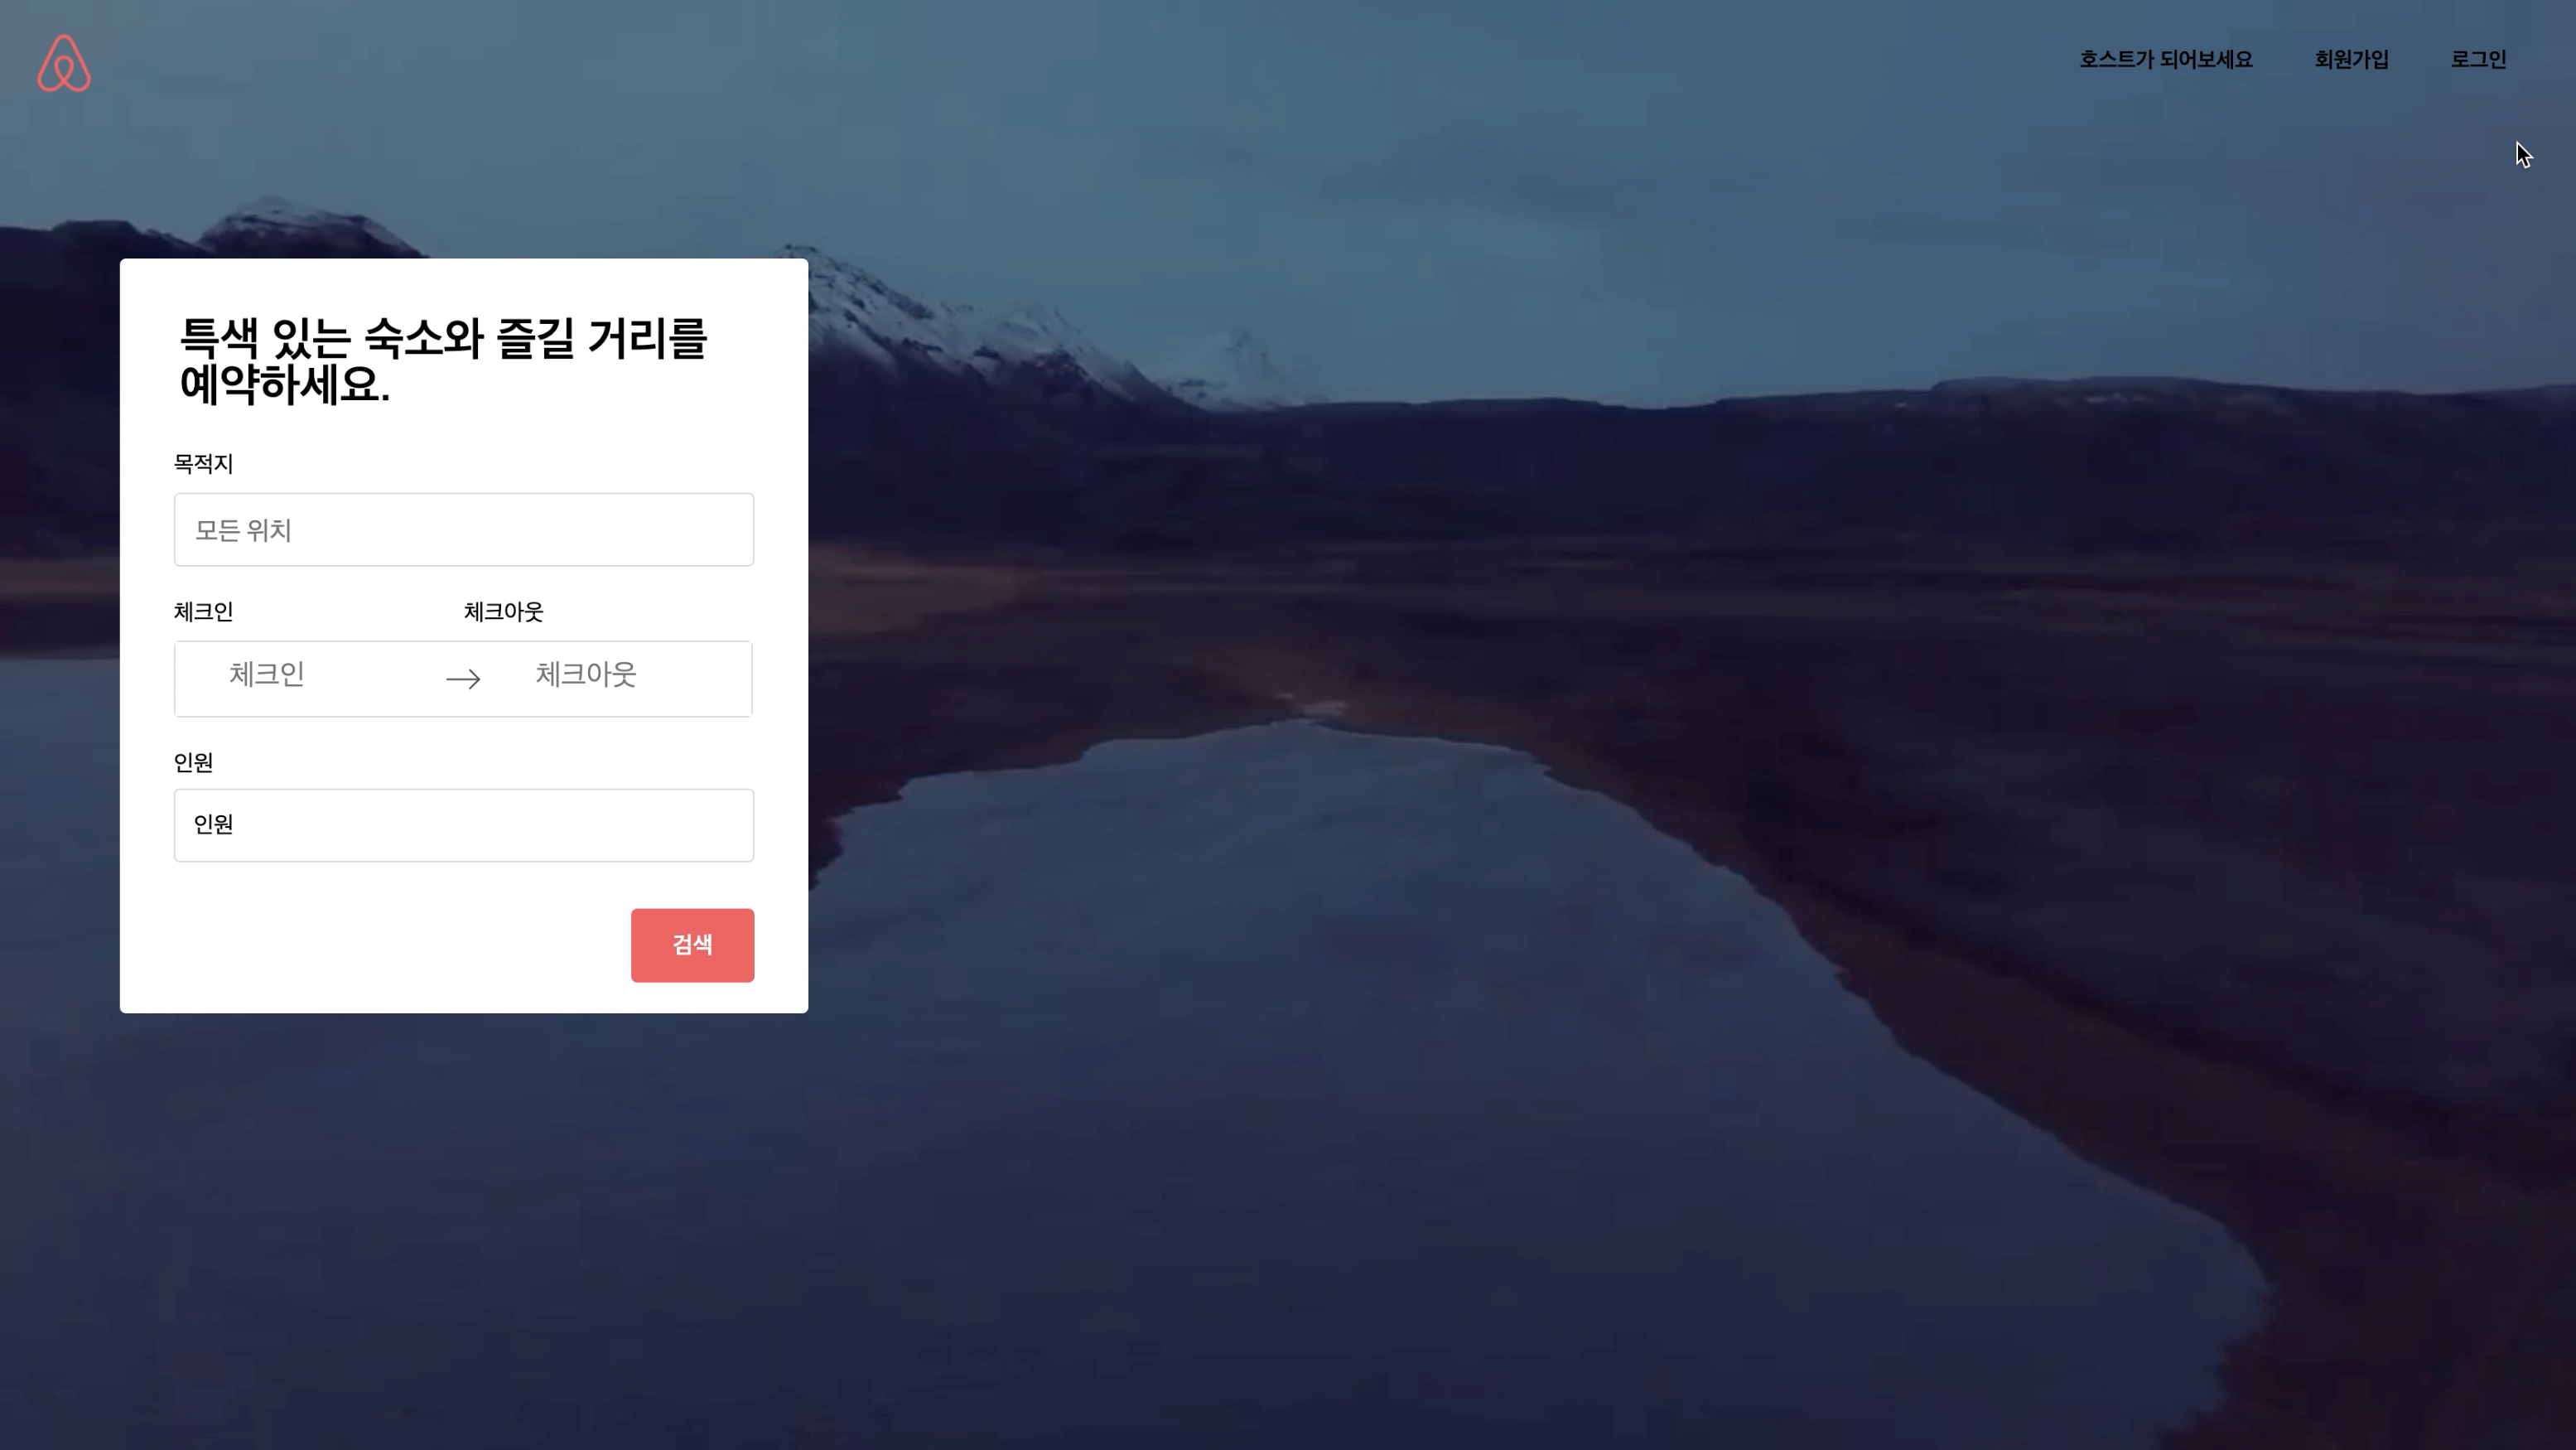 호스트가 되어보세요 회원가입 로그인
특색 있는 숙소와 즐길 거리를
예약하세요.
목적지
모든 위치
체크인 체크아웃
체크인 → 체크아웃
인원
인원
검색